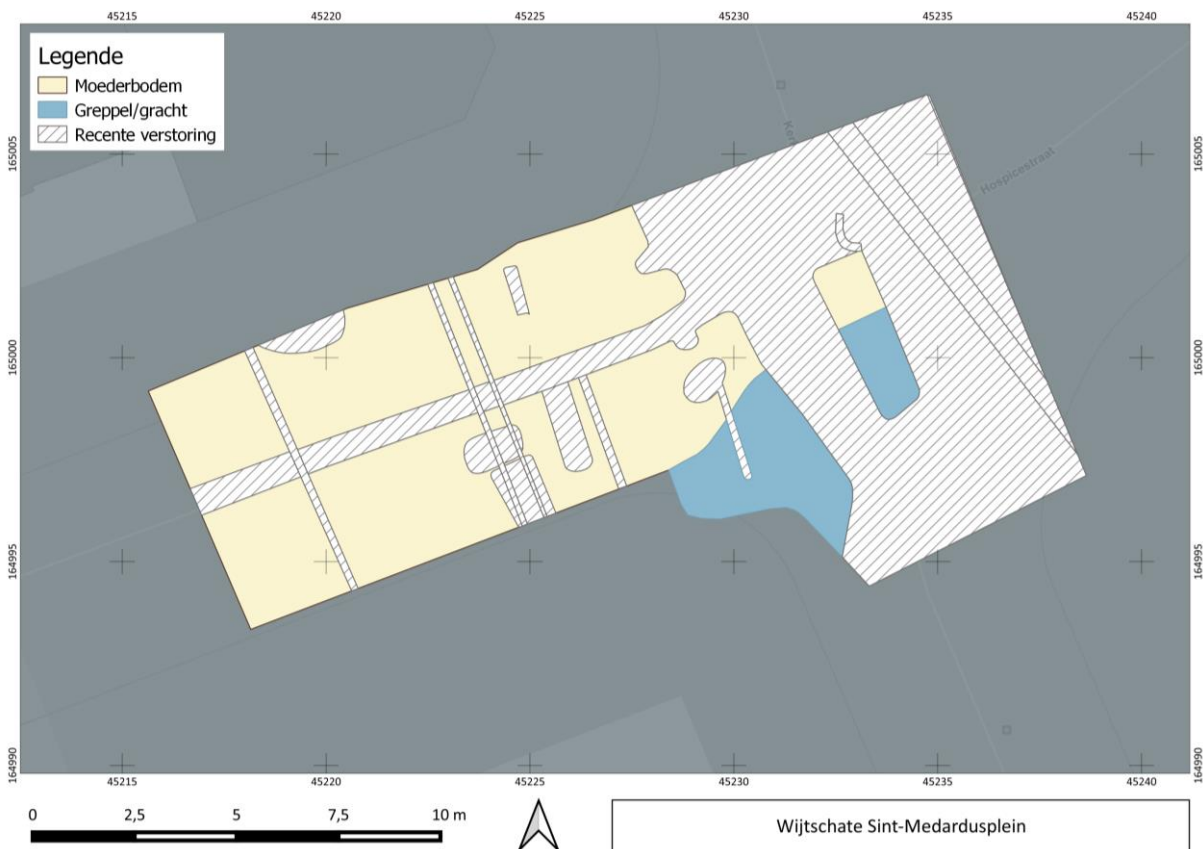 45215 45220 45225 45230 45235 45240
Legende
Moederbodem
Greppel/gracht
Recente verstoring
165005 165005
Hospicestraat
165000 165000
164995 164995
164990 164990
45215 45220 45225 45230 45235 45240
0 2,5 5 7,5 10 m
Wijtschate Sint-Medardusplein